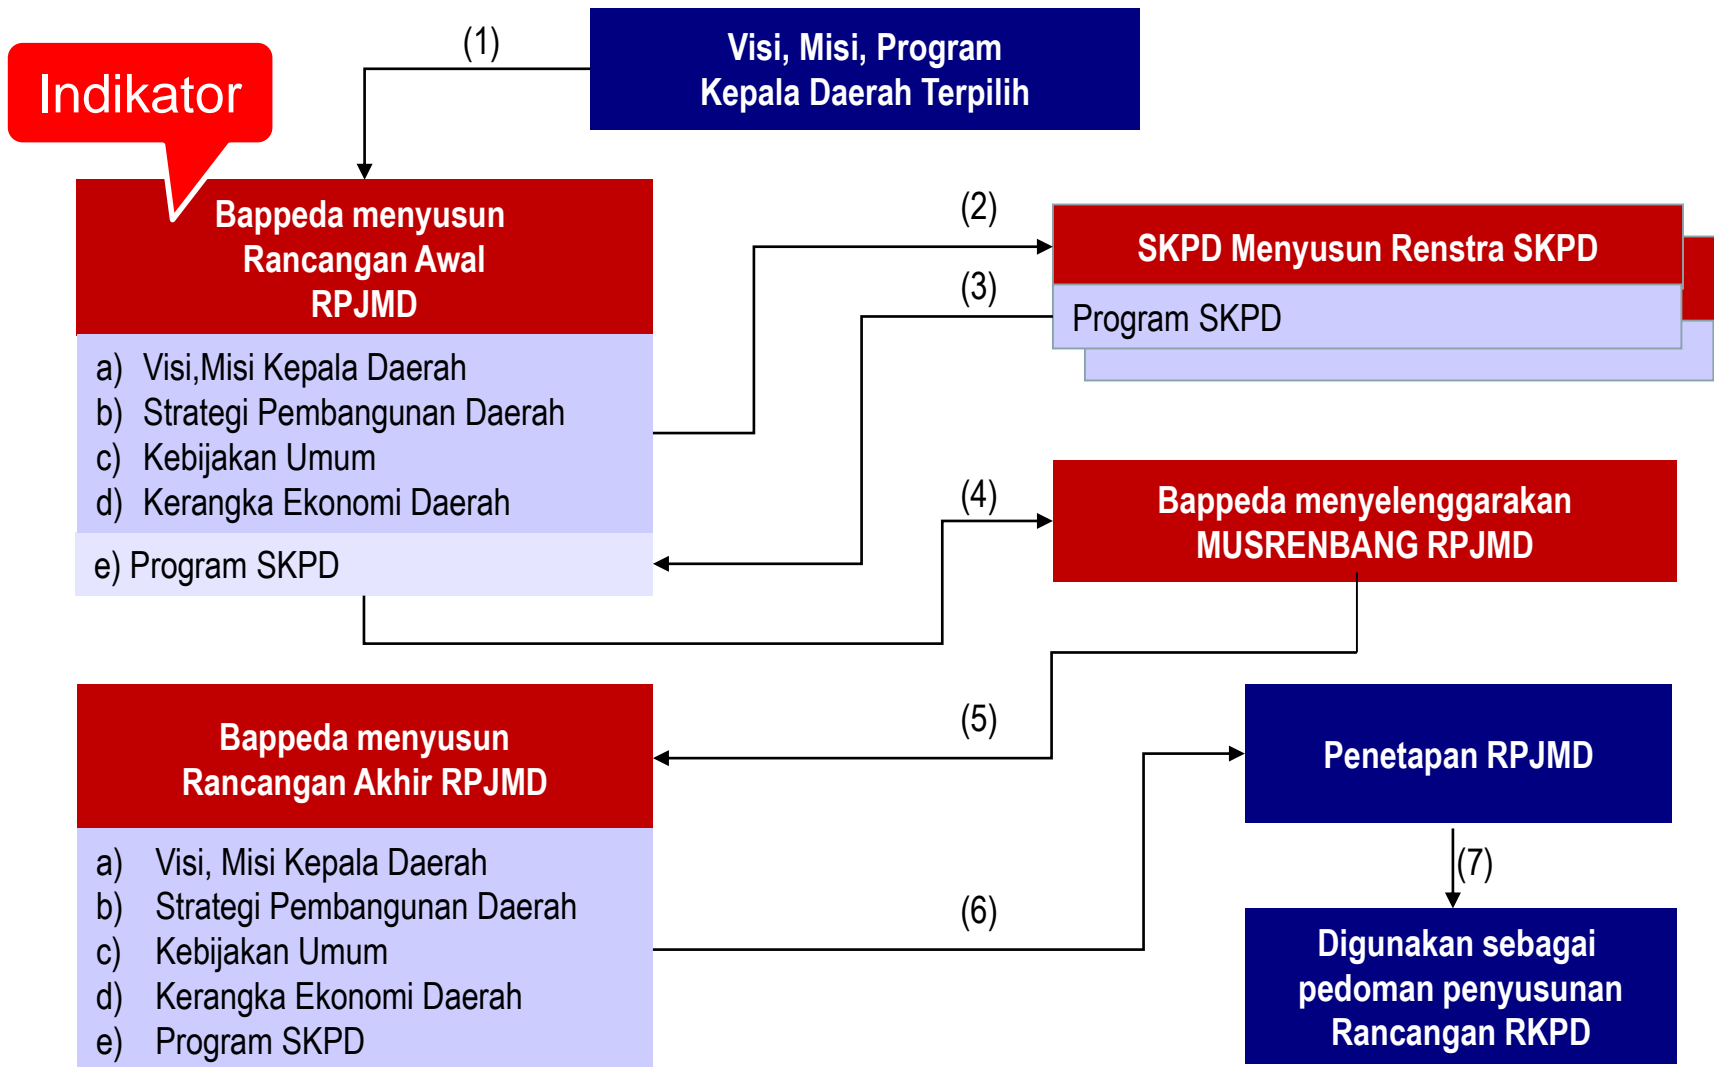 (1)
Visi, Misi, Program
Kepala Daerah Terpilih
Indikator
Bappeda menyusun
Rancangan Awal
RPJMD
a) Visi,Misi Kepala Daerah
b) Strategi Pembangunan Daerah
c) Kebijakan Umum
d) Kerangka Ekonomi Daerah
e) Program SKPD
(2)
SKPD Menyusun Renstra SKPD
(3)
Program SKPD
(4)
Bappeda menyelenggarakan
MUSRENBANG RPJMD
(5)
Bappeda menyusun
Rancangan Akhir RPJMD
a) Visi, Misi Kepala Daerah
b) Strategi Pembangunan Daerah
c) Kebijakan Umum
d) Kerangka Ekonomi Daerah
e) Program SKPD
(6)
Penetapan RPJMD
(7)
Digunakan sebagai
pedoman penyusunan
Rancangan RKPD